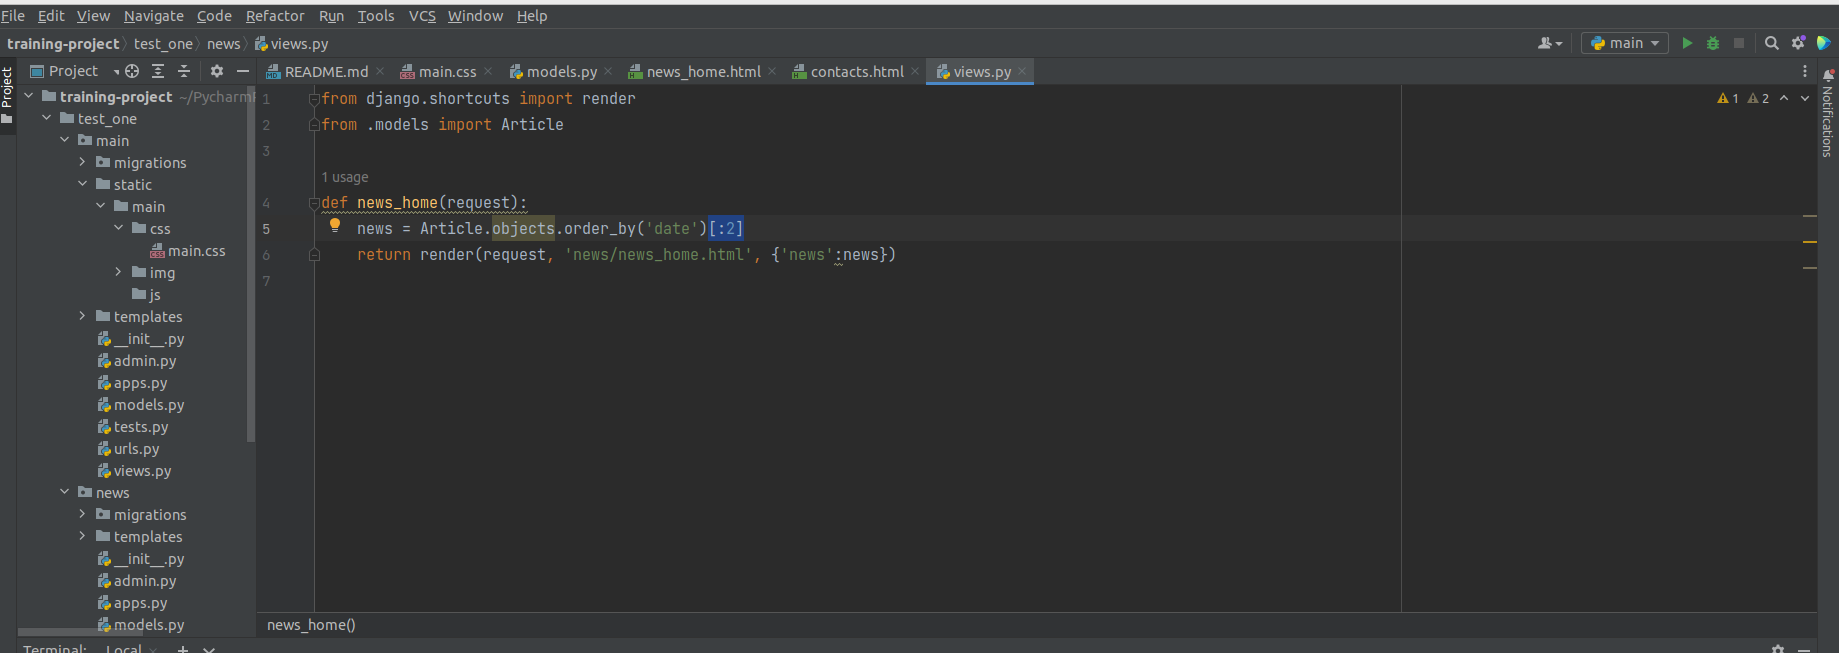 File Edit View Navigate Code Refactor Run Tools VCS Window Help
training-project test_one news views.py main
Project README.md main.css models.py news_home.html contacts.html views.py
Project
training-project ~/Pycharm
test_one
main
migrations
static
main
css
main.css
img
js
templates
__init__.py
admin.py
apps.py
models.py
tests.py
urls.py
views.py
news
migrations
templates
__init__.py
admin.py
apps.py
models.py
1 from django.shortcuts import render
2 from .models import Article
3
1 usage
4 def news_home(request):
5 news = Article.objects.order_by('date')[:2]
6 return render(request, 'news/news_home.html', {'news':news})
7
1 2
Notifications
news_home()
Terminal: Local